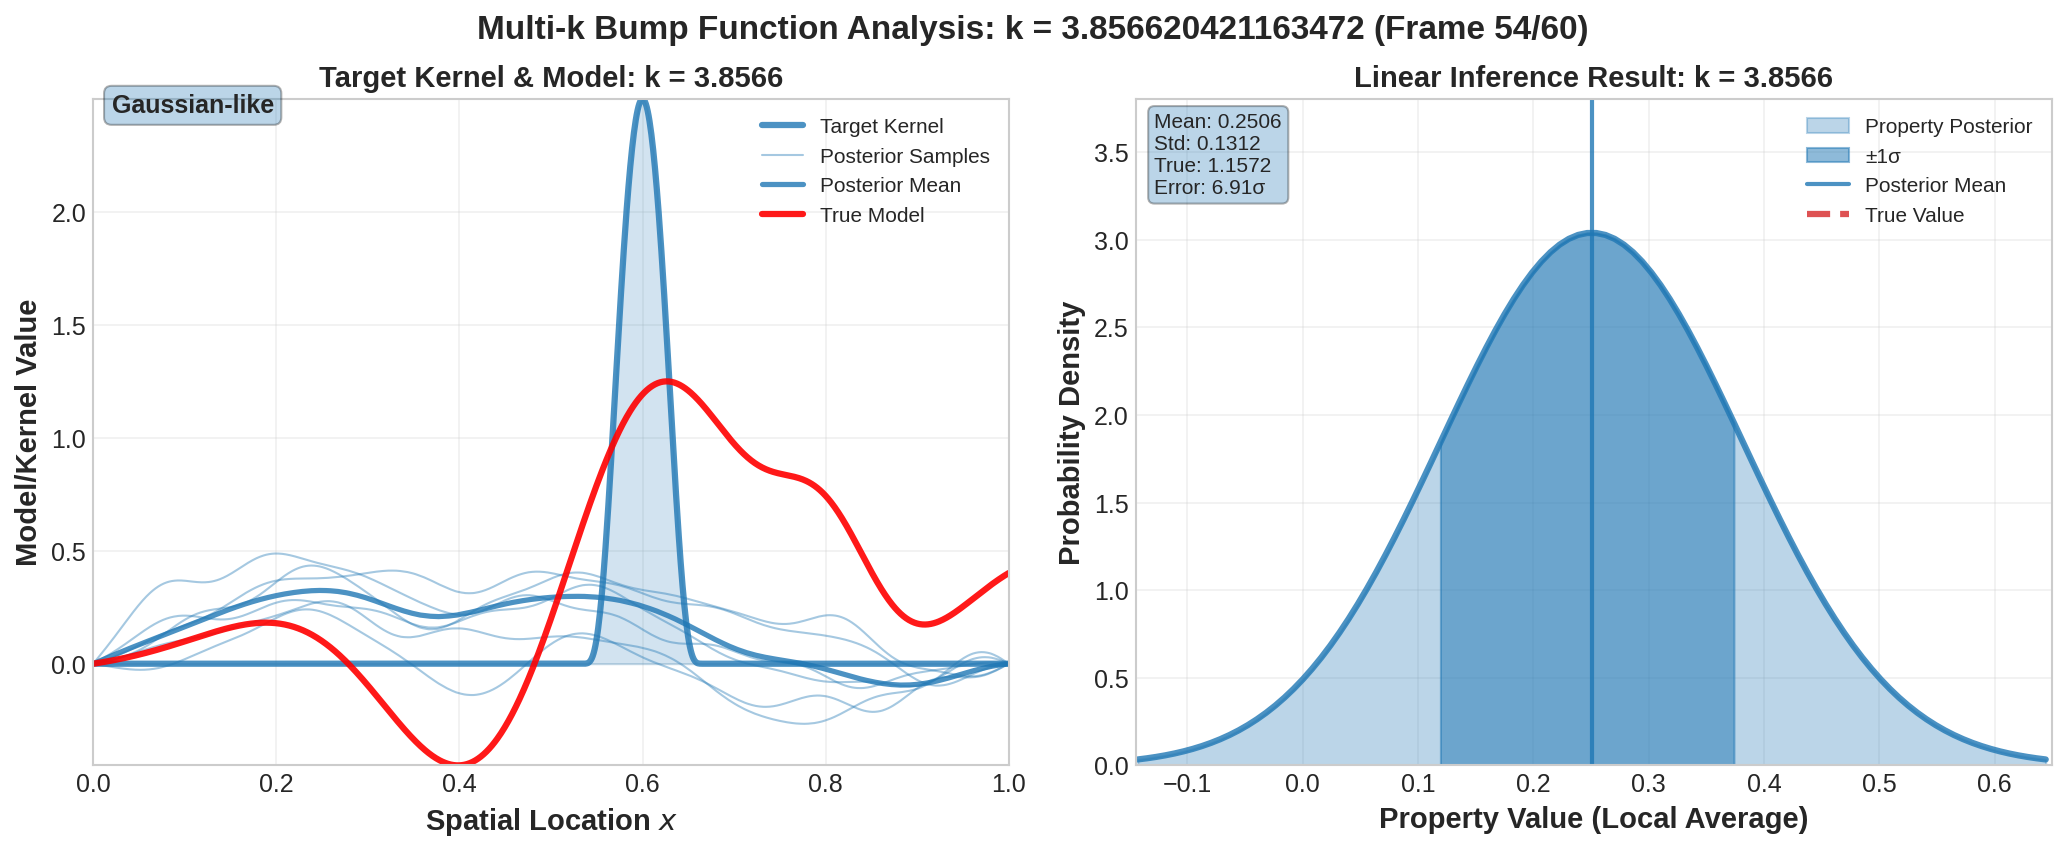 Multi-k Bump Function Analysis: k = 3.856620421163472 (Frame 54/60)
Target Kernel & Model: k = 3.8566
Gaussian-like
Target Kernel
Posterior Samples
Posterior Mean
True Model
Model/Kernel Value
2.0
1.5
1.0
0.5
0.0
0.0 0.2 0.4 0.6 0.8 1.0
Spatial Location x
Linear Inference Result: k = 3.8566
Mean: 0.2506
Std: 0.1312
True: 1.1572
Error: 6.91σ
Property Posterior
±1σ
Posterior Mean
True Value
Probability Density
3.5
3.0
2.5
2.0
1.5
1.0
0.5
0.0
−0.1 0.0 0.1 0.2 0.3 0.4 0.5 0.6
Property Value (Local Average)